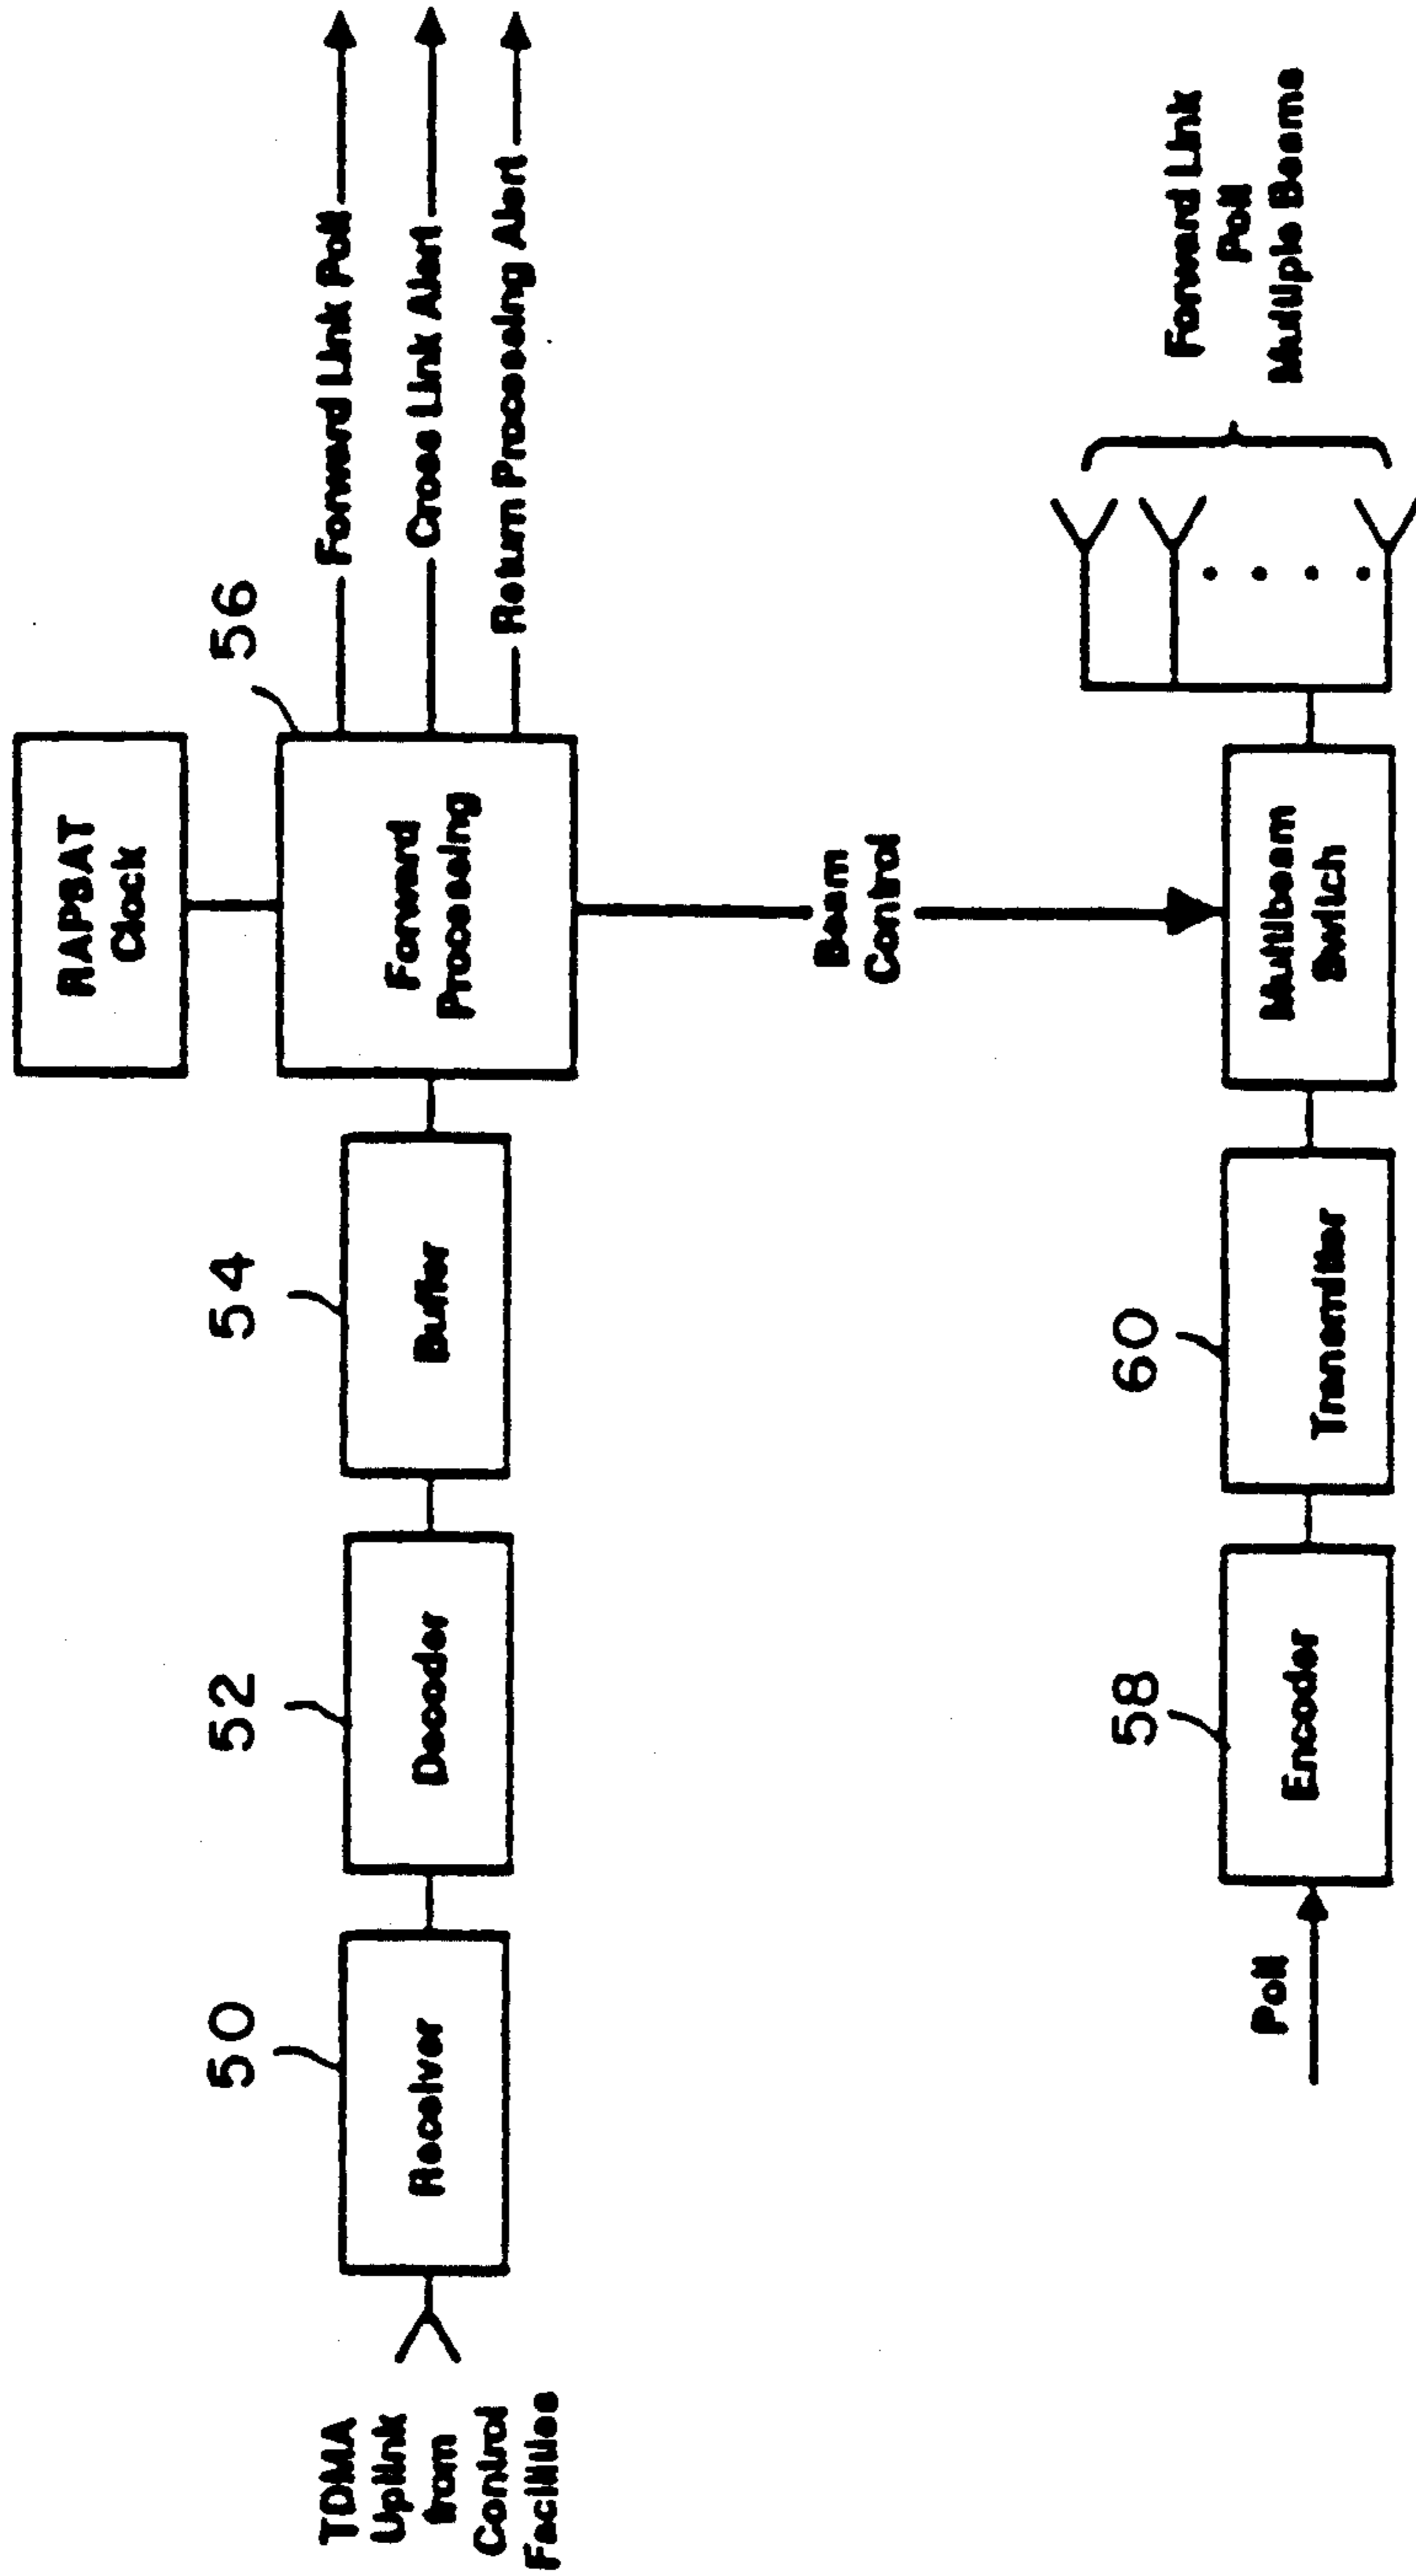 RAPSAT
Clock
56
TDMA
Uplink
from
Control
Facilities
50
Receiver
52
Decoder
54
Buffer
Forward
Processing
Forward Link Poll
Cross Link Alert
Return Processing Alert
Beam
Control
Poll
58
Encoder
60
Transmitter
Multibeam
Switch
Forward Link
Poll
Multiple Beams